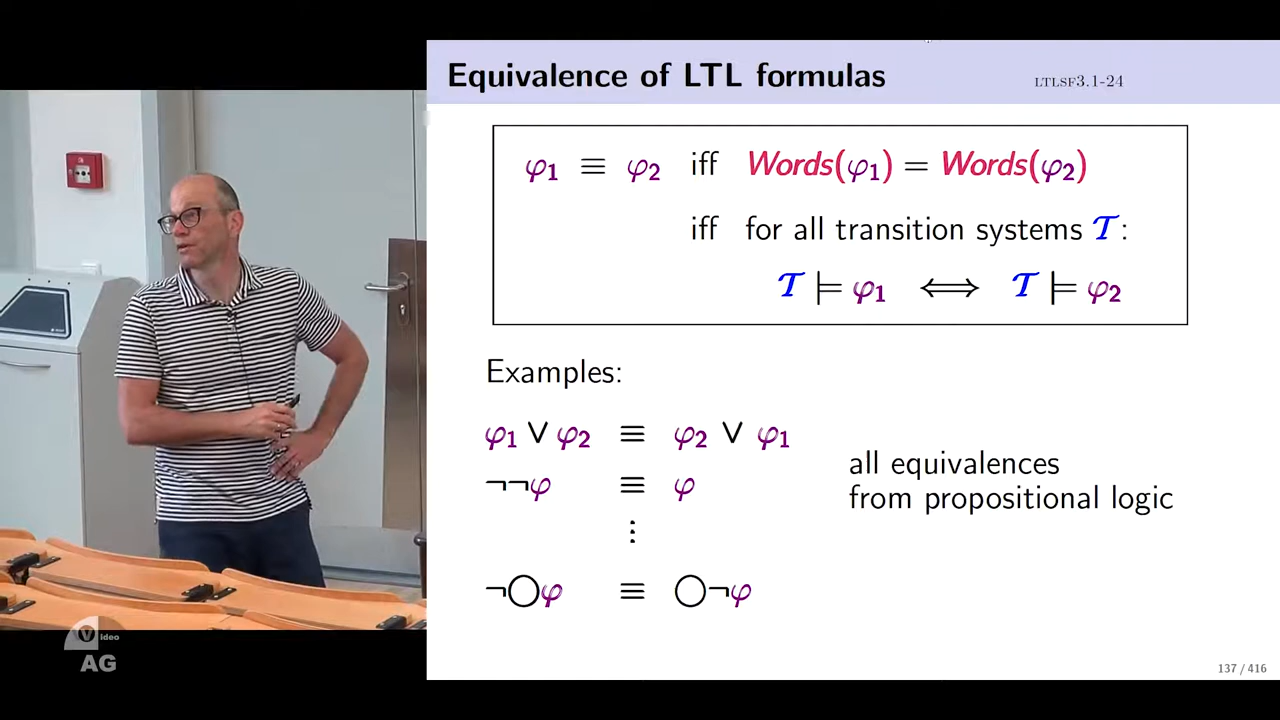 Equivalence of LTL formulas
LTLSF3.1-24
φ₁ ≡ φ₂ iff Words(φ₁) = Words(φ₂)
iff for all transition systems 𝒯:
𝒯 ⊨ φ₁ ⟺ 𝒯 ⊨ φ₂
Examples:
φ₁ ∨ φ₂ ≡ φ₂ ∨ φ₁
¬¬φ ≡ φ
⋮
all equivalences
from propositional logic
¬◯φ ≡ ◯¬φ
Video
AG
137 / 416